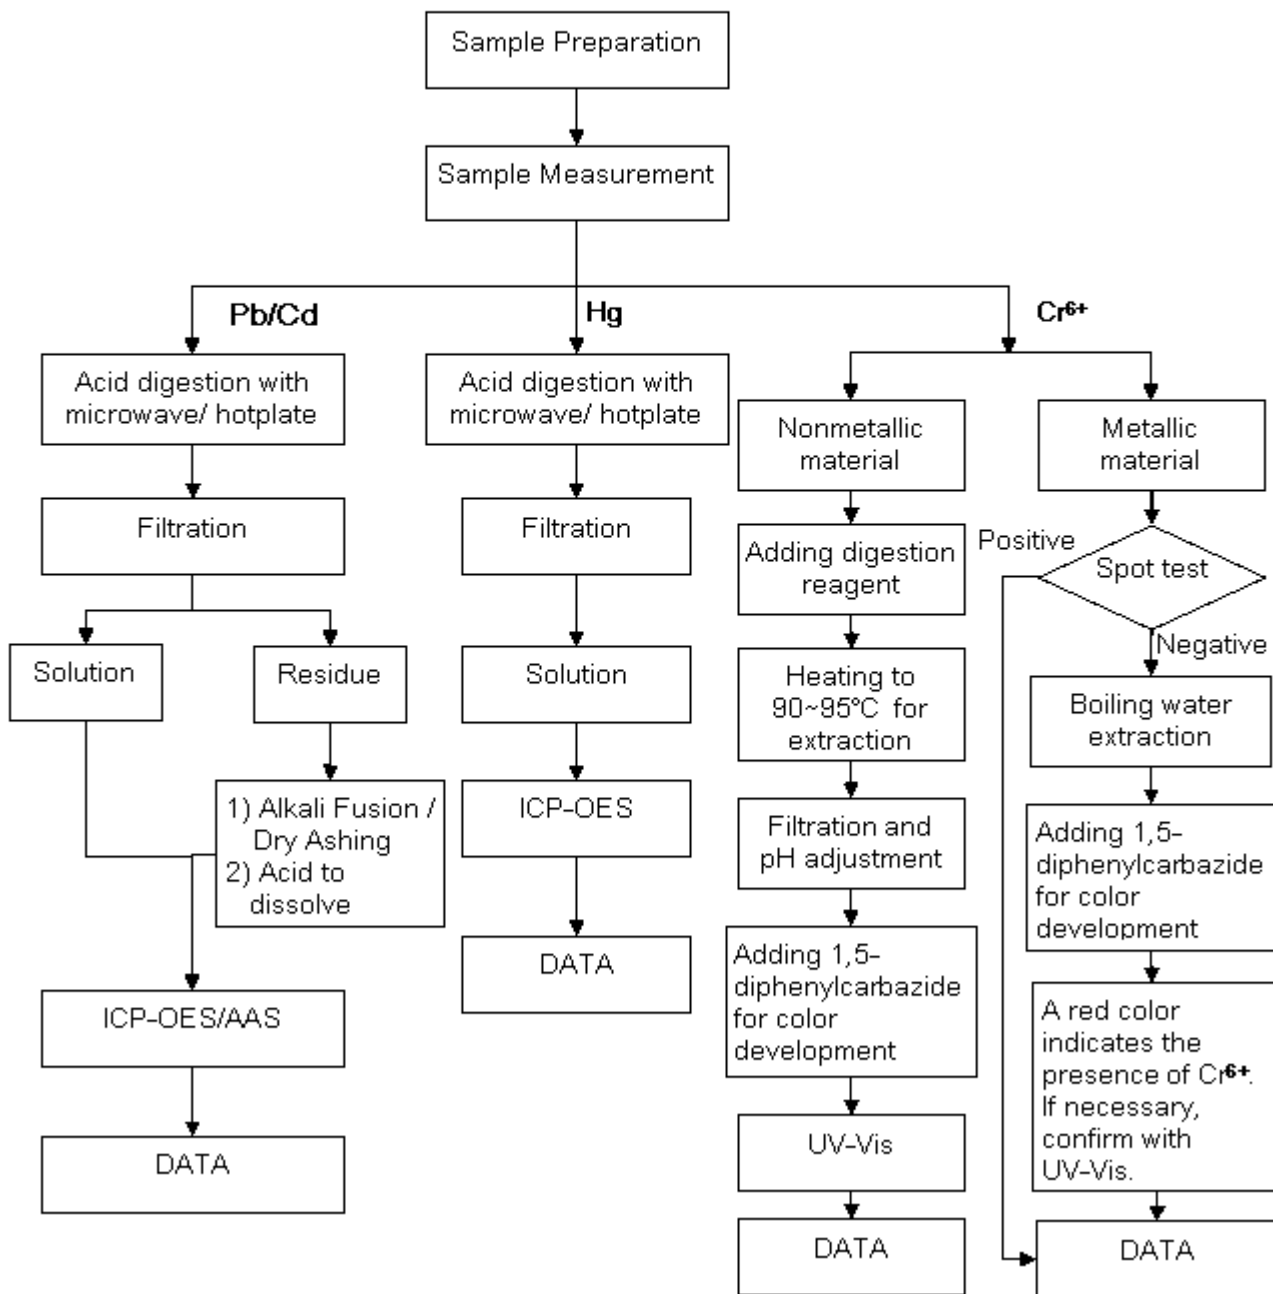 Sample Preparation
Sample Measurement
Pb/Cd
Hg
Cr⁶⁺
Acid digestion with
microwave/ hotplate
Filtration
Solution
Residue
1) Alkali Fusion /
Dry Ashing
2) Acid to
dissolve
ICP-OES/AAS
DATA
Acid digestion with
microwave/ hotplate
Filtration
Solution
ICP-OES
DATA
Nonmetallic
material
Adding digestion
reagent
Heating to
90~95°C for
extraction
Filtration and
pH adjustment
Adding 1,5-
diphenylcarbazide
for color
development
UV-Vis
DATA
Metallic
material
Positive
Spot test
Negative
Boiling water
extraction
Adding 1,5-
diphenylcarbazide
for color
development
A red color
indicates the
presence of Cr⁶⁺.
If necessary,
confirm with
UV-Vis.
DATA